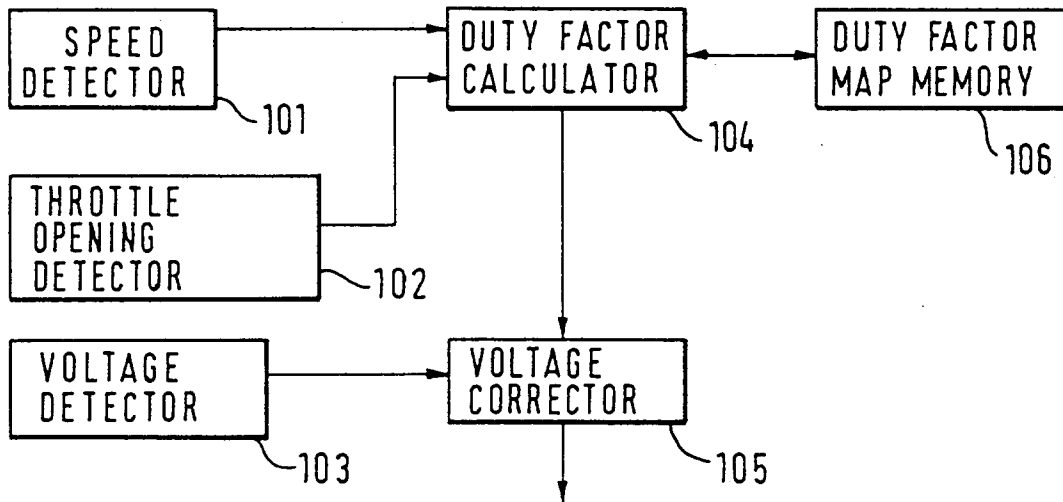 SPEED
DETECTOR
101
DUTY FACTOR
CALCULATOR
104
DUTY FACTOR
MAP MEMORY
106
THROTTLE
OPENING
DETECTOR
102
VOLTAGE
DETECTOR
103
VOLTAGE
CORRECTOR
105